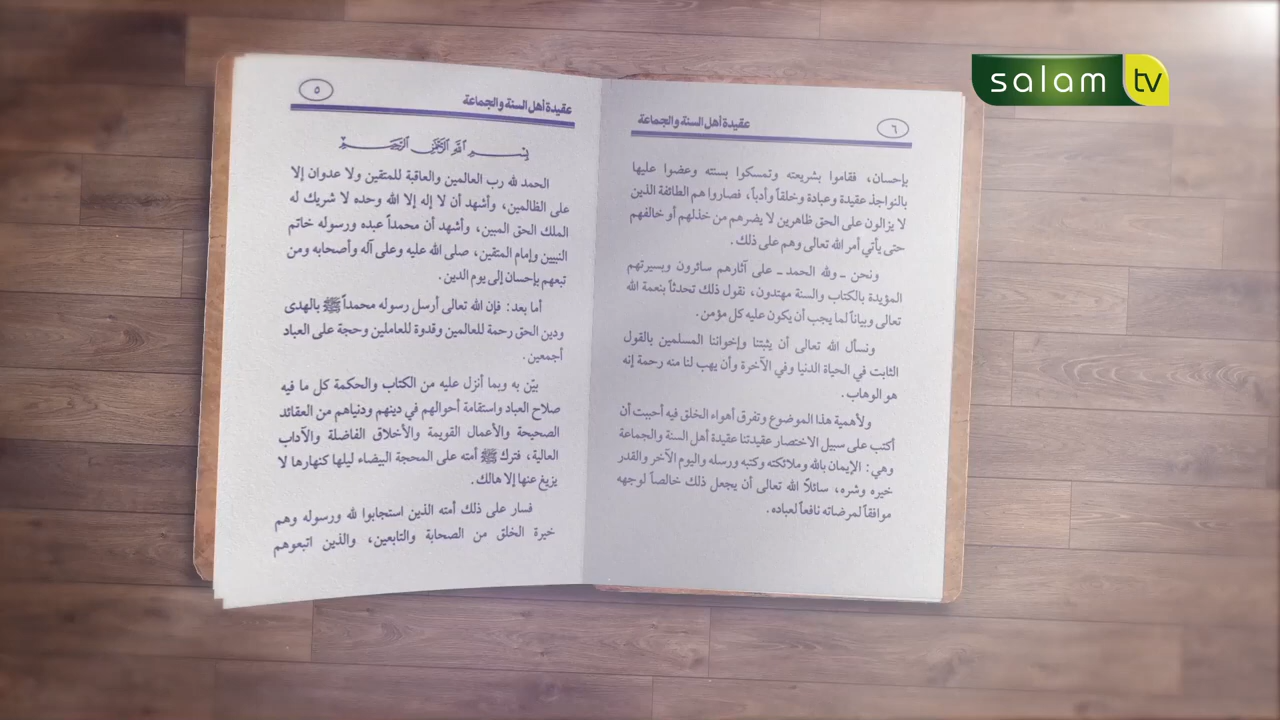 salam tv
٥
عقيدة أهل السنة والجماعة
بسم الله الرحمن الرحيم
الحمد لله رب العالمين والعاقبة للمتقين ولا عدوان إلا
على الظالمين، وأشهد أن لا إله إلا الله وحده لا شريك له
الملك الحق المبين، وأشهد أن محمداً عبده ورسوله خاتم
النبيين وإمام المتقين، صلى الله عليه وعلى آله وأصحابه ومن
تبعهم بإحسان إلى يوم الدين.
أما بعد: فإن الله تعالى أرسل رسوله محمداً ﷺ بالهدى
ودين الحق رحمة للعالمين وقدوة للعاملين وحجة على العباد
أجمعين.
بيّن به وبما أنزل عليه من الكتاب والحكمة كل ما فيه
صلاح العباد واستقامة أحوالهم في دينهم ودنياهم من العقائد
الصحيحة والأعمال القويمة والأخلاق الفاضلة والآداب
العالية، فترك ﷺ أمته على المحجة البيضاء ليلها كنهارها لا
يزيغ عنها إلا هالك.
فسار على ذلك أمته الذين استجابوا لله ورسوله وهم
خيرة الخلق من الصحابة والتابعين، والذين اتبعوهم
عقيدة أهل السنة والجماعة
٦
بإحسان، فقاموا بشريعته وتمسكوا بسنته وعضوا عليها
بالنواجذ عقيدة وعبادة وخلقاً وأدباً، فصاروا هم الطائفة الذين
لا يزالون على الحق ظاهرين لا يضرهم من خذلهم أو خالفهم
حتى يأتي أمر الله تعالى وهم على ذلك.
ونحن ـ ولله الحمد ـ على آثارهم سائرون وبسيرتهم
المؤيدة بالكتاب والسنة مهتدون، نقول ذلك تحدثاً بنعمة الله
تعالى وبياناً لما يجب أن يكون عليه كل مؤمن.
ونسأل الله تعالى أن يثبتنا وإخواننا المسلمين بالقول
الثابت في الحياة الدنيا وفي الآخرة وأن يهب لنا منه رحمة إنه
هو الوهاب.
ولأهمية هذا الموضوع وتفرق أهواء الخلق فيه أحببت أن
أكتب على سبيل الاختصار عقيدتنا عقيدة أهل السنة والجماعة
وهي: الإيمان بالله وملائكته وكتبه ورسله واليوم الآخر والقدر
خيره وشره، سائلاً الله تعالى أن يجعل ذلك خالصاً لوجهه
موافقاً لمرضاته نافعاً لعباده.